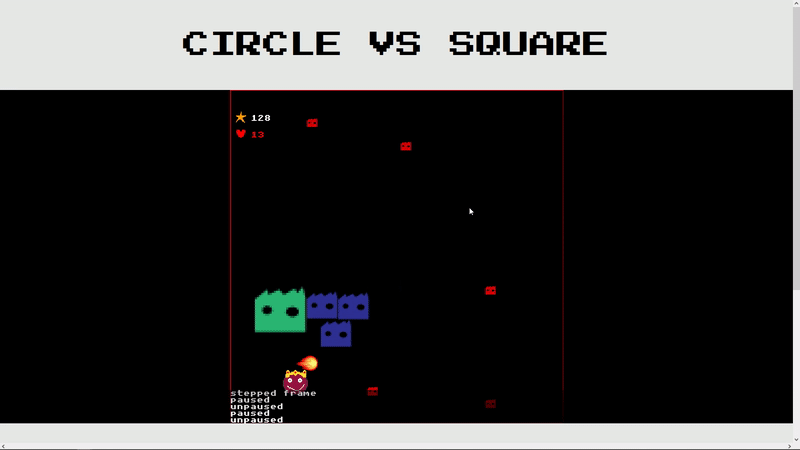 CIRCLE VS SQUARE
128
13
stepped frame
paused
unpaused
paused
unpaused